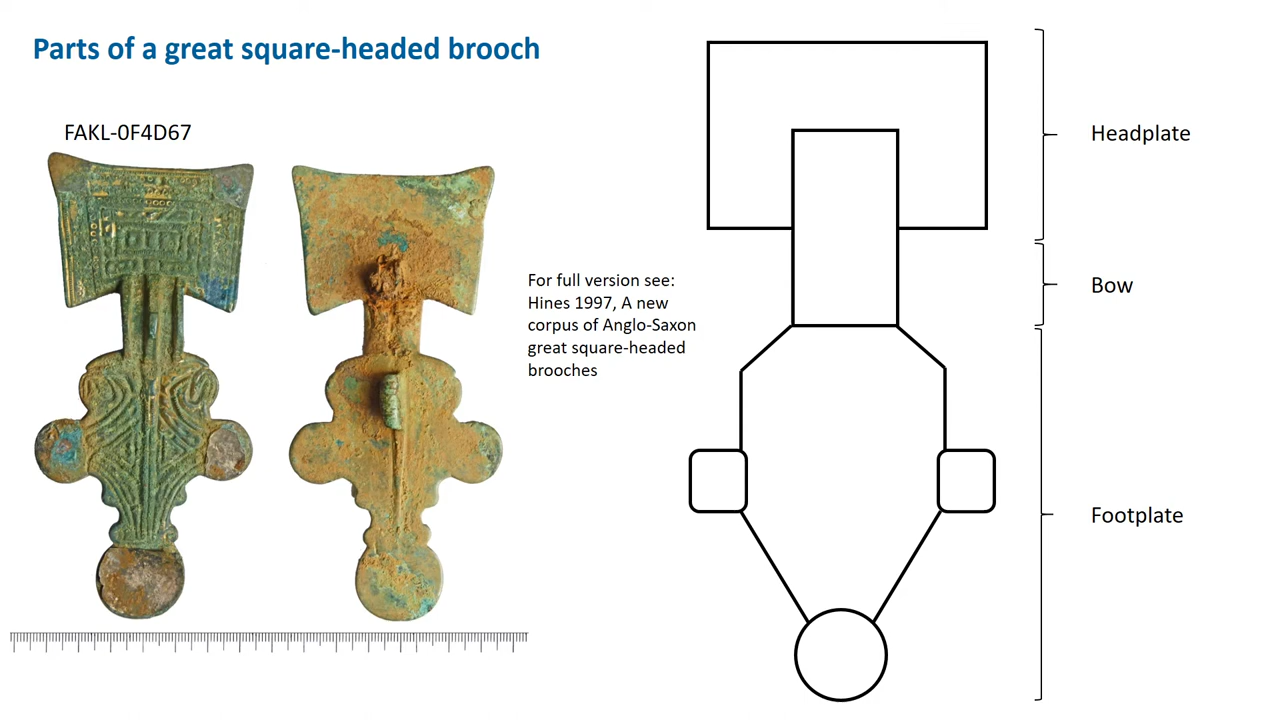 Parts of a great square-headed brooch
FAKL-0F4D67
For full version see:
Hines 1997, A new
corpus of Anglo-Saxon
great square-headed
brooches
Headplate
Bow
Footplate